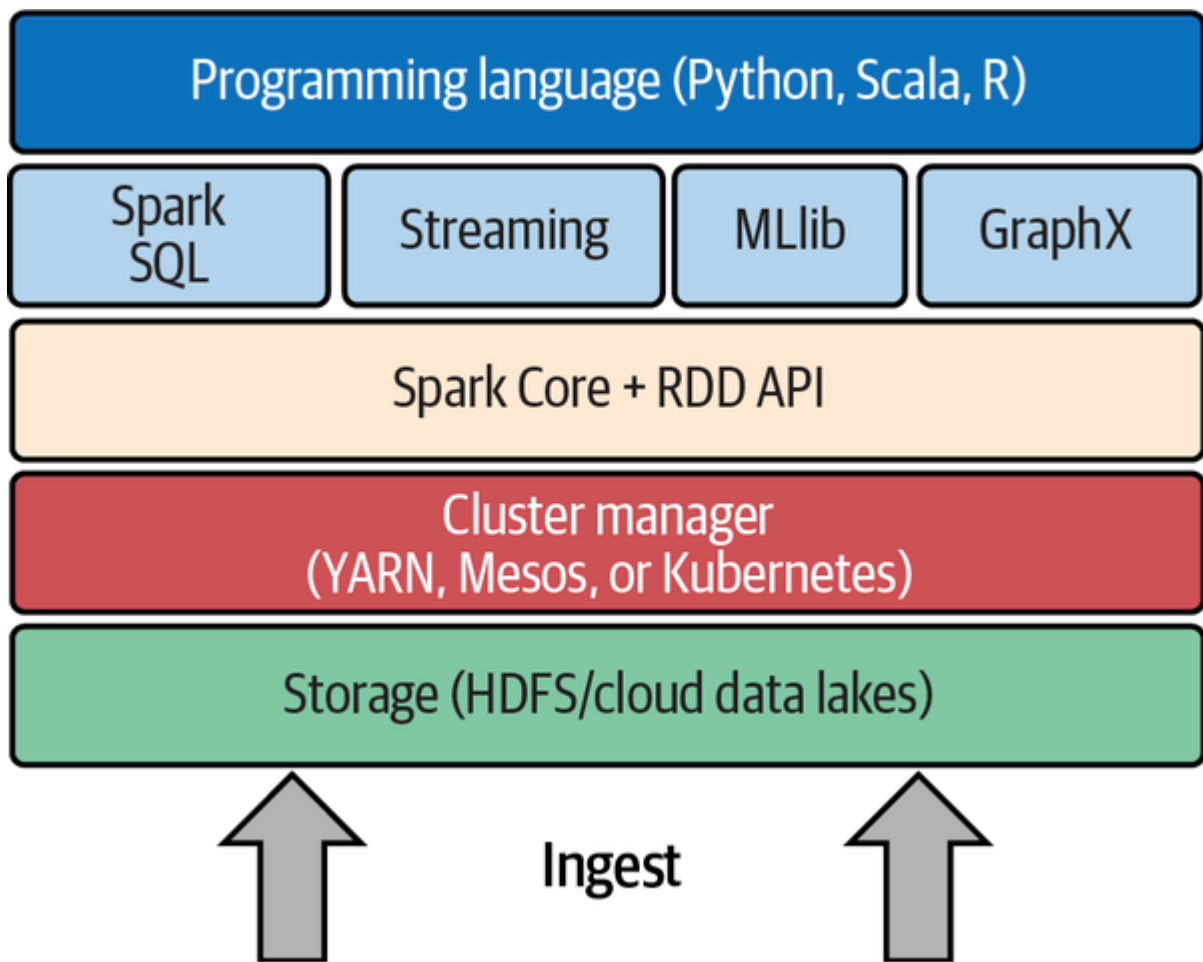 Programming language (Python, Scala, R)
Spark
SQL
Streaming
MLlib
GraphX
Spark Core + RDD API
Cluster manager
(YARN, Mesos, or Kubernetes)
Storage (HDFS/cloud data lakes)
Ingest